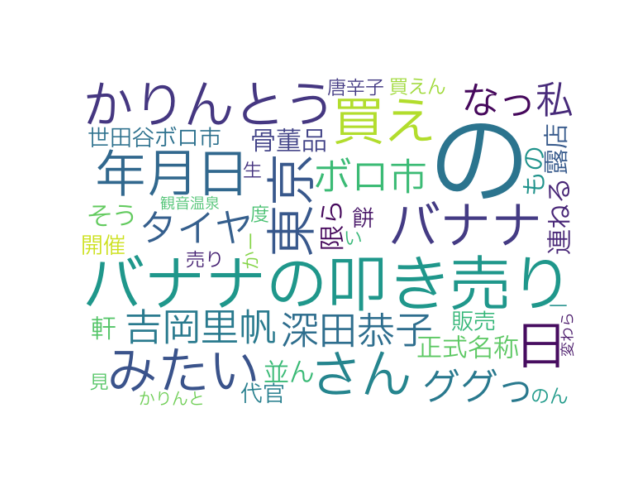 唐辛子
買えん
かりんとう
買え
なっ
私
世田谷ボロ市
骨董品
の
露店
年月日
生
東京
ボロ市
もの
連ねる
観音温泉
そう
タイヤ
度
限ら
餅
バナナ
開催
売り
かー
い
バナナの叩き売り
軒
吉岡里帆
深田恭子
販売
正式名称
日
変わら
見
みたい
並ん
さん
ググっ
のん
かりんと
代官
一